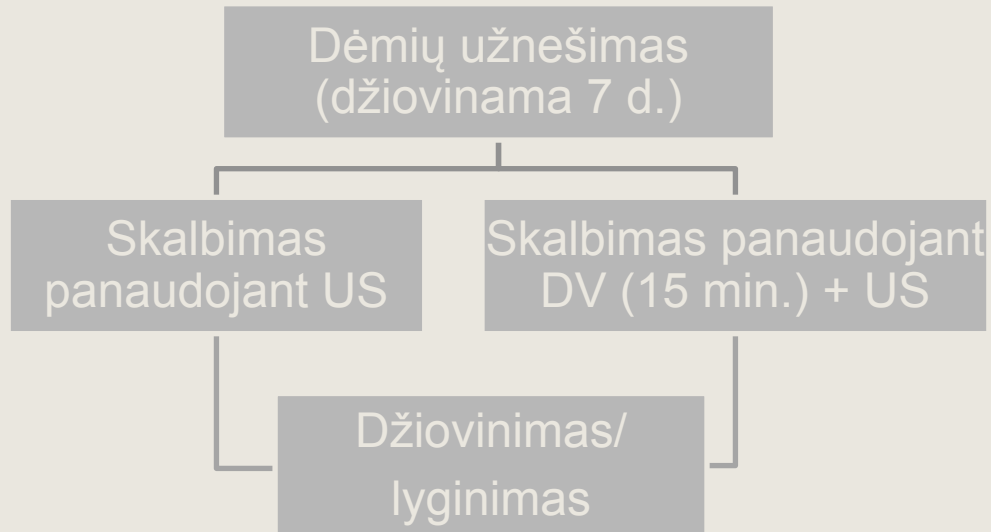 Dėmių užnešimas
(džiovinama 7 d.)
Skalbimas
panaudojant US
Skalbimas panaudojant
DV (15 min.) + US
Džiovinimas/
lyginimas